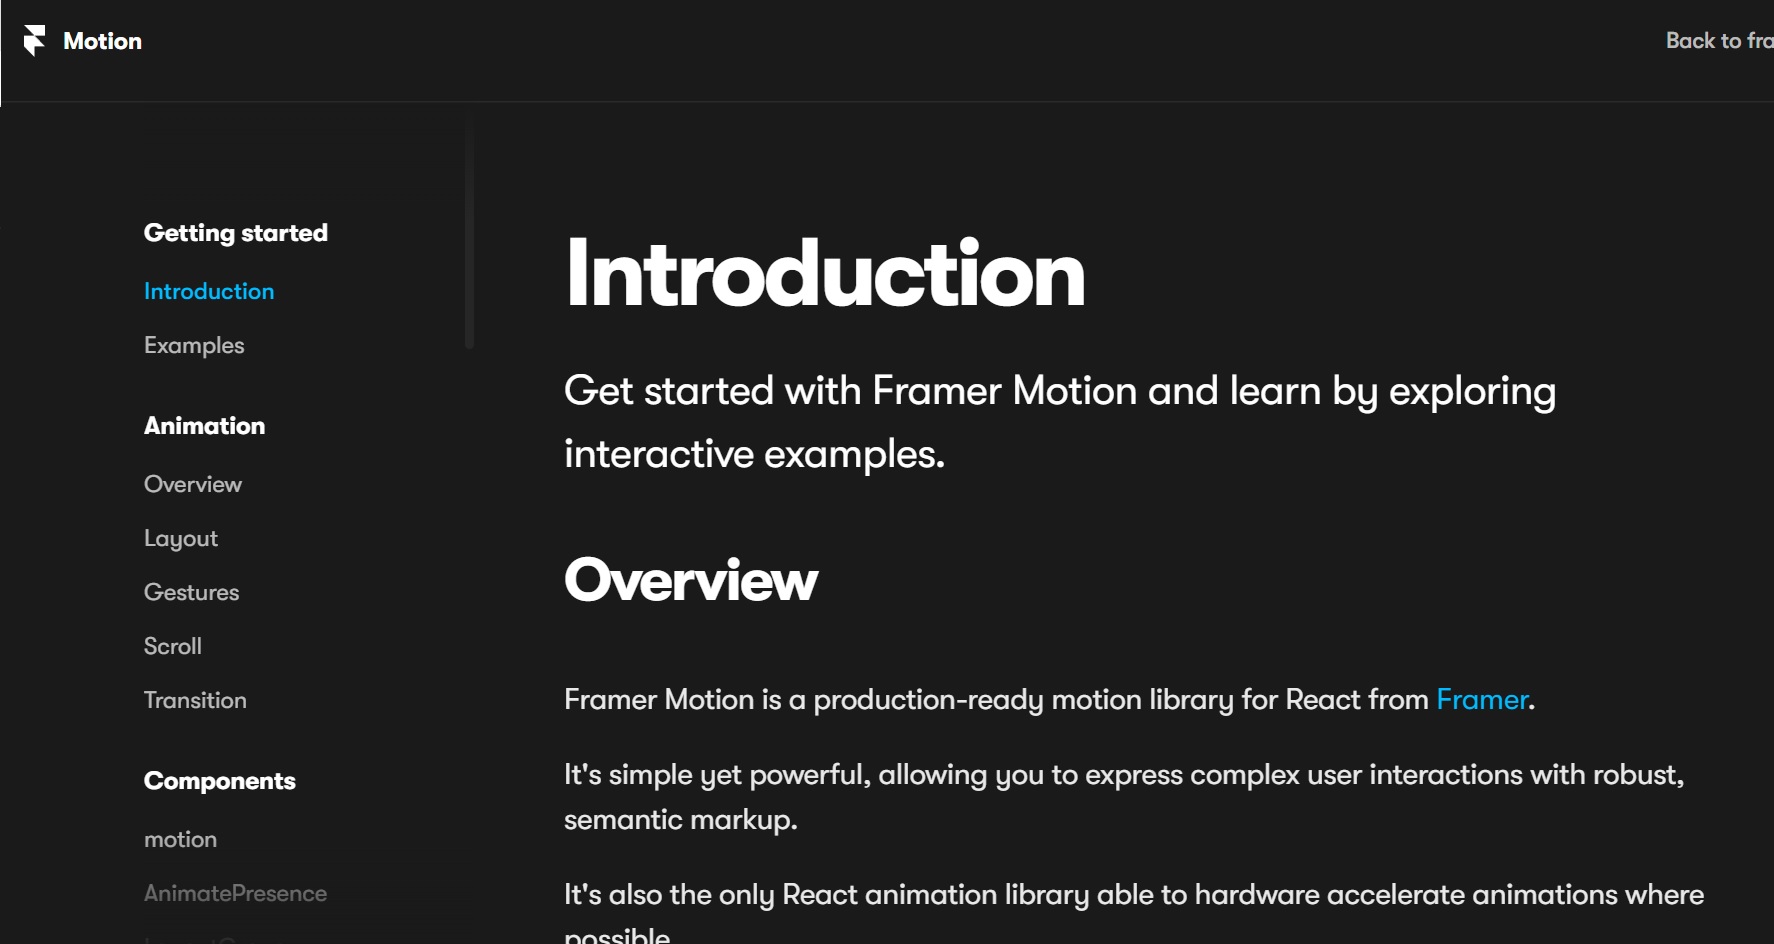 Motion
Back to fra
Getting started
Introduction
Examples
Animation
Overview
Layout
Gestures
Scroll
Transition
Components
motion
AnimatePresence
Introduction
Get started with Framer Motion and learn by exploring
interactive examples.
Overview
Framer Motion is a production-ready motion library for React from Framer.
It's simple yet powerful, allowing you to express complex user interactions with robust,
semantic markup.
It's also the only React animation library able to hardware accelerate animations where
possible